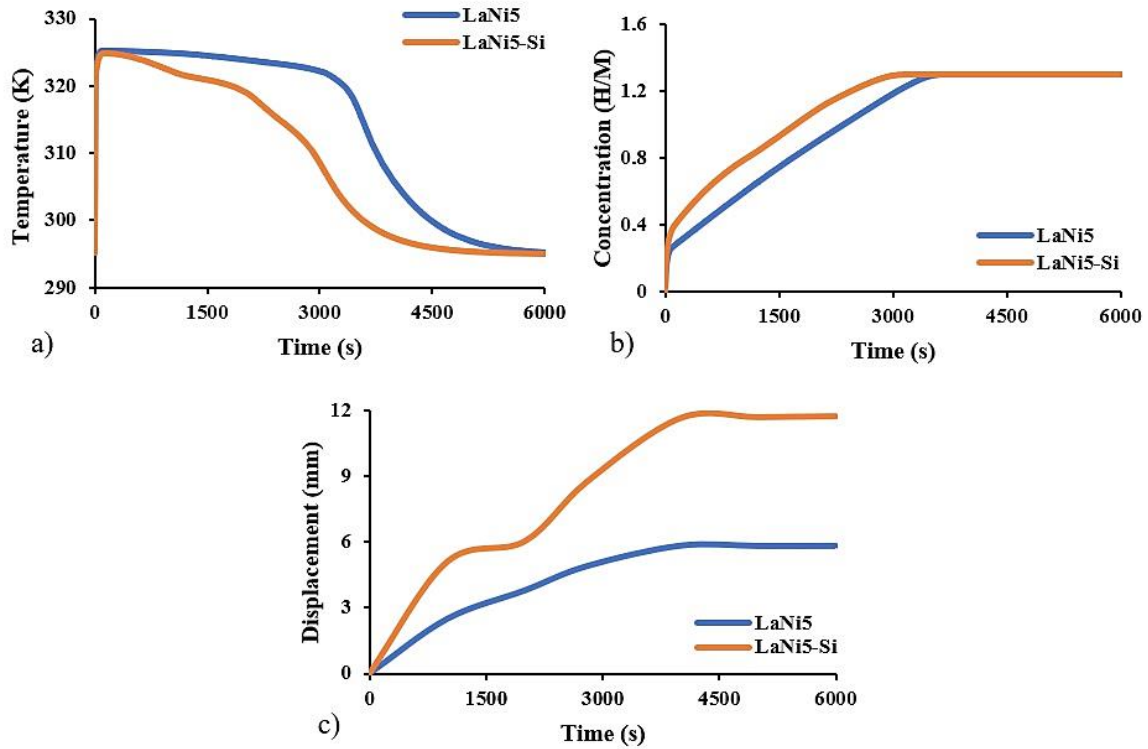 330
320
310
300
290
Temperature (K)
LaNi5
LaNi5-Si
0
1500
3000
4500
6000
Time (s)
a)
1.6
1.2
0.8
0.4
0
Concentration (H/M)
LaNi5
LaNi5-Si
0
1500
3000
4500
6000
Time (s)
b)
12
9
6
3
0
Displacement (mm)
LaNi5
LaNi5-Si
0
1500
3000
4500
6000
Time (s)
c)